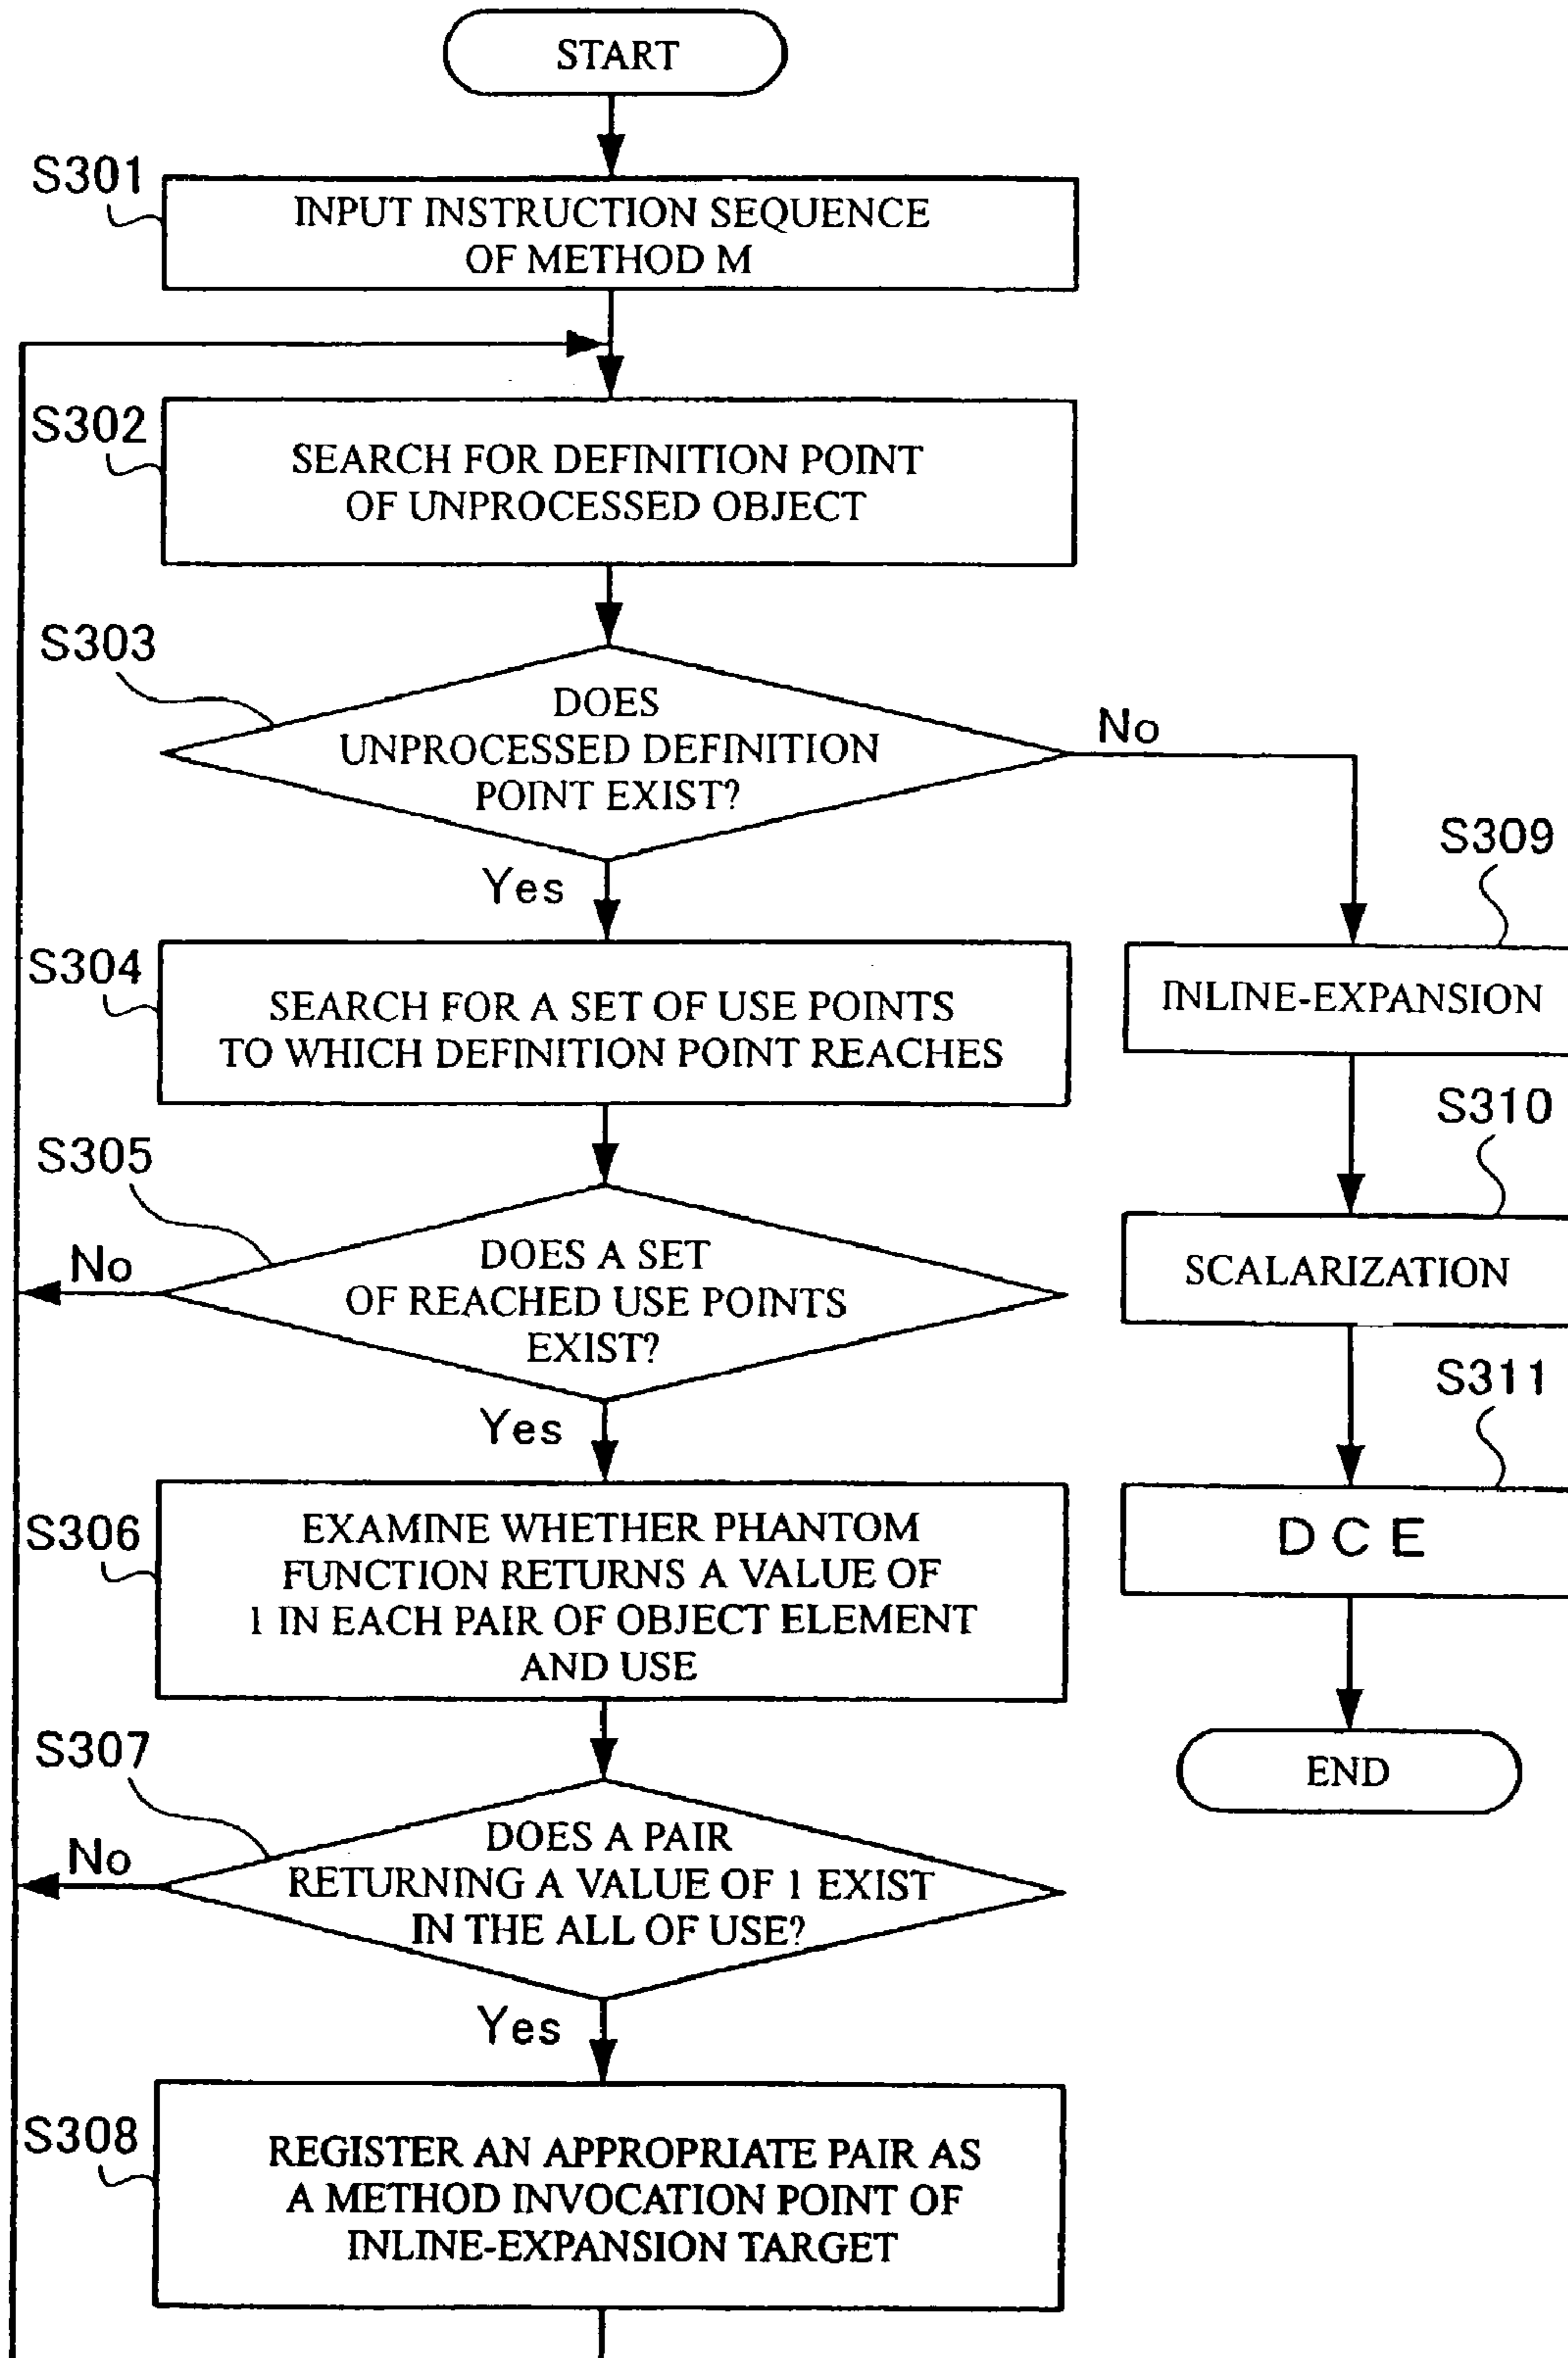 START
S301
INPUT INSTRUCTION SEQUENCE
OF METHOD M
S302
SEARCH FOR DEFINITION POINT
OF UNPROCESSED OBJECT
S303
DOES
UNPROCESSED DEFINITION
POINT EXIST?
No
Yes
S304
SEARCH FOR A SET OF USE POINTS
TO WHICH DEFINITION POINT REACHES
S305
DOES A SET
OF REACHED USE POINTS
EXIST?
No
Yes
S306
EXAMINE WHETHER PHANTOM
FUNCTION RETURNS A VALUE OF
1 IN EACH PAIR OF OBJECT ELEMENT
AND USE
S307
DOES A PAIR
RETURNING A VALUE OF 1 EXIST
IN THE ALL OF USE?
No
Yes
S308
REGISTER AN APPROPRIATE PAIR AS
A METHOD INVOCATION POINT OF
INLINE-EXPANSION TARGET
S309
INLINE-EXPANSION
S310
SCALARIZATION
S311
DCE
END